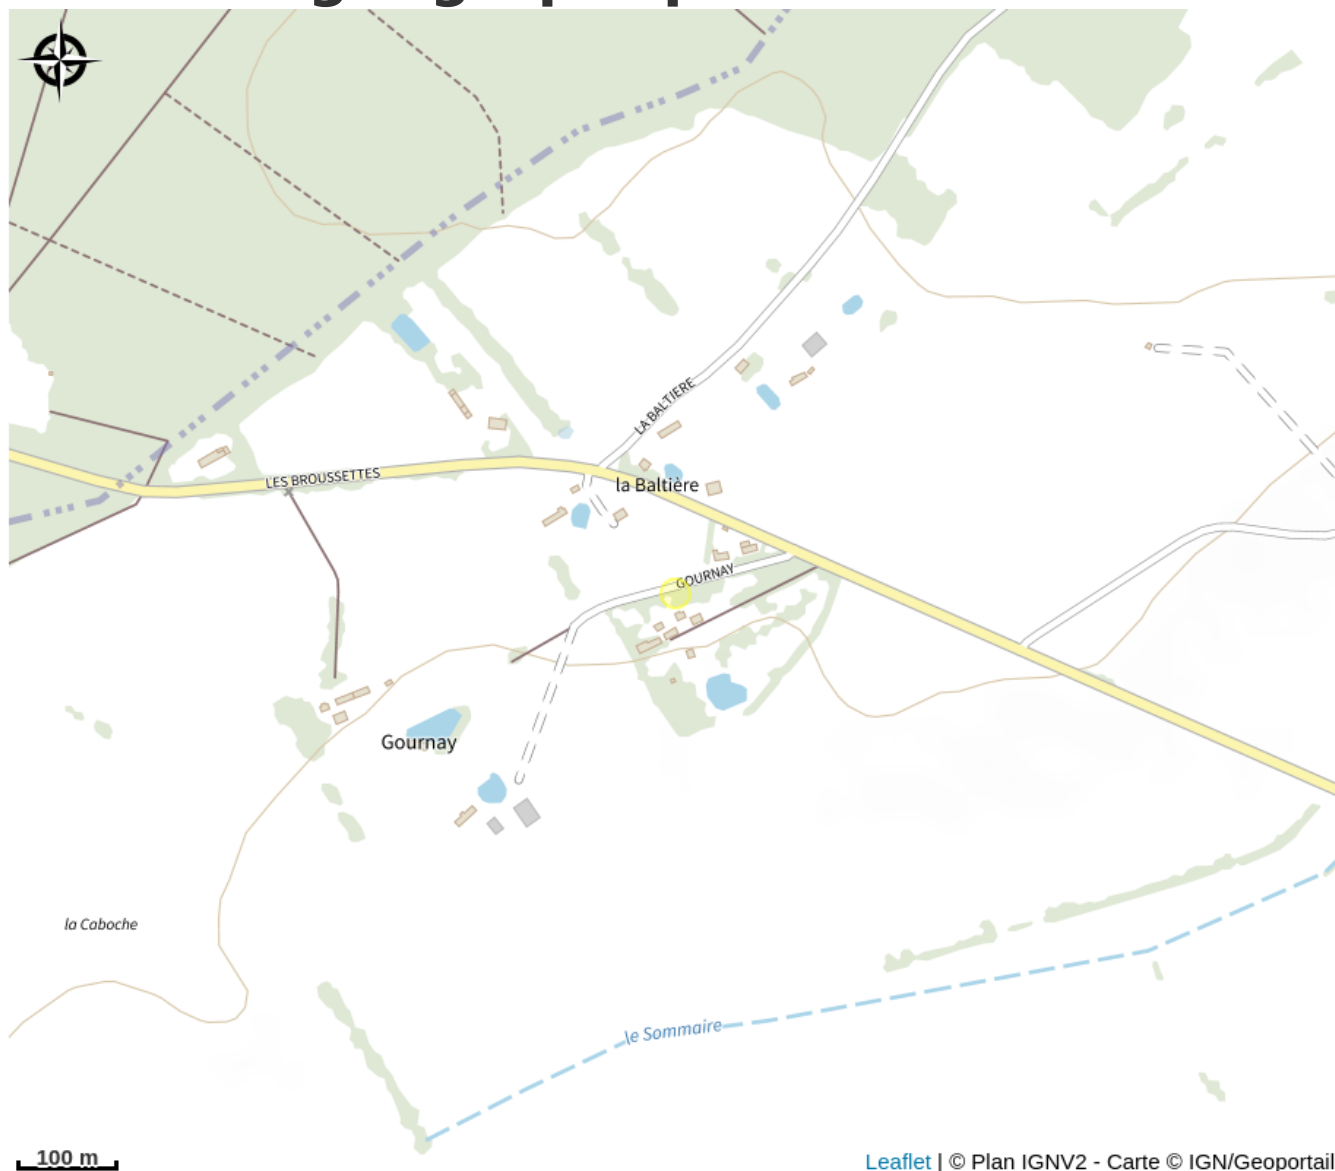 LA BALTIERE
LES BROUSSETTES
la Baltière
GOURNAY
Gournay
la Caboche
le Sommaire
100 m
Leaflet | © Plan IGNV2 - Carte © IGN/Geoportail